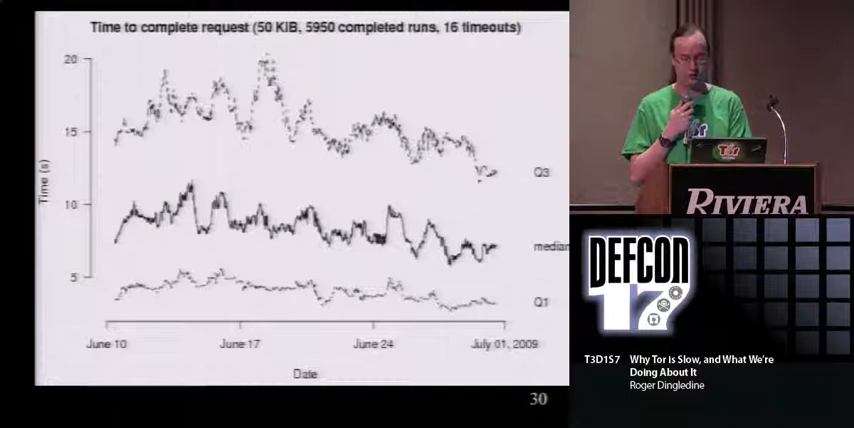 Time to complete request (50 KIB, 5950 completed runs, 16 timeouts)
20
15
10
5
Time (s)
Q3
median
Q1
June 10
June 17
June 24
July 01, 2009
Date
30
Tor
RIVIERA
DEFCON
17
T3D1S7
Why Tor is Slow, and What We're
Doing About It
Roger Dingledine